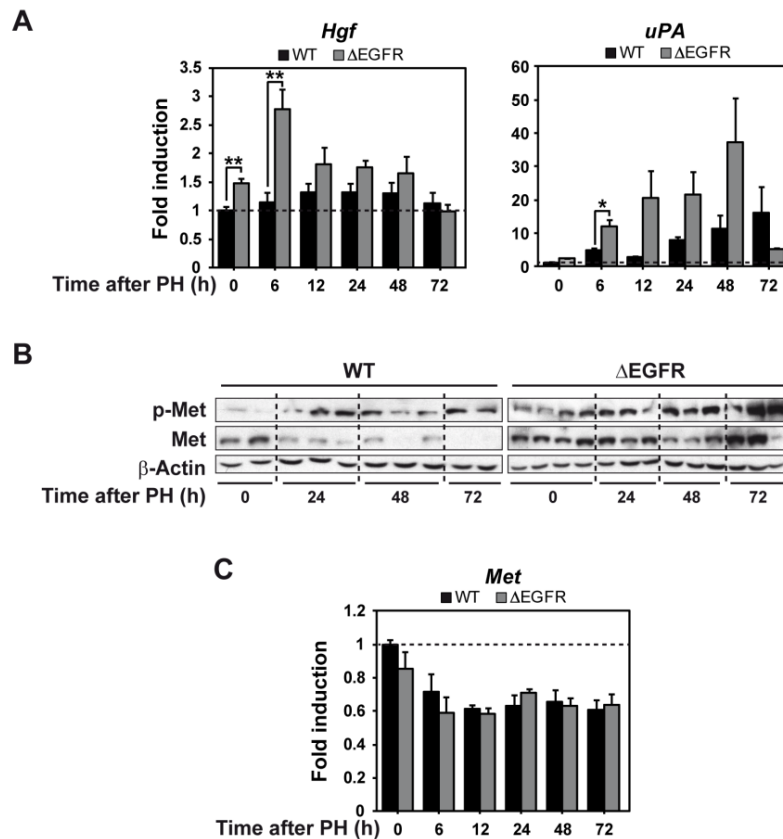 A
Hgf
WT ΔEGFR
Fold induction
3.5
3
2.5
2
1.5
1
0.5
0
**
**
Time after PH (h) 0 6 12 24 48 72
uPA
WT ΔEGFR
60
50
40
30
20
10
0
*
0 6 12 24 48 72
B
WT ΔEGFR
p-Met
Met
β-Actin
Time after PH (h) 0 24 48 72 0 24 48 72
C
Met
WT ΔEGFR
Fold induction
1.2
1
0.8
0.6
0.4
0.2
0
Time after PH (h) 0 6 12 24 48 72